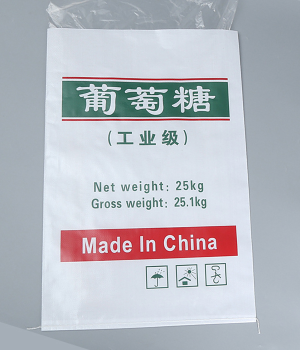 葡萄糖
(工业级)
Net weight: 25kg
Gross weight: 25.1kg
Made In China